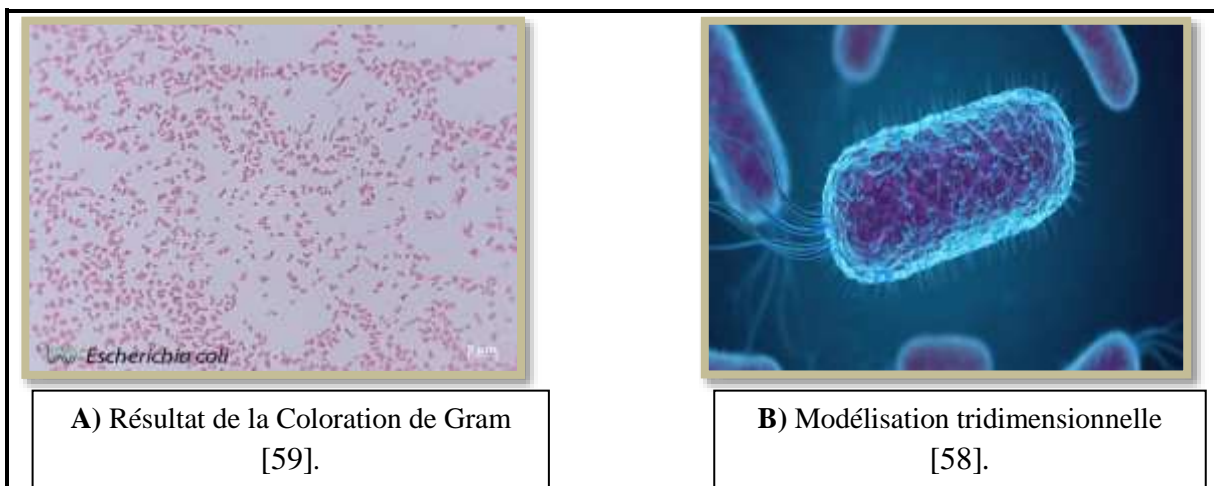 Escherichia coli
A) Résultat de la Coloration de Gram
[59].
B) Modélisation tridimensionnelle
[58].